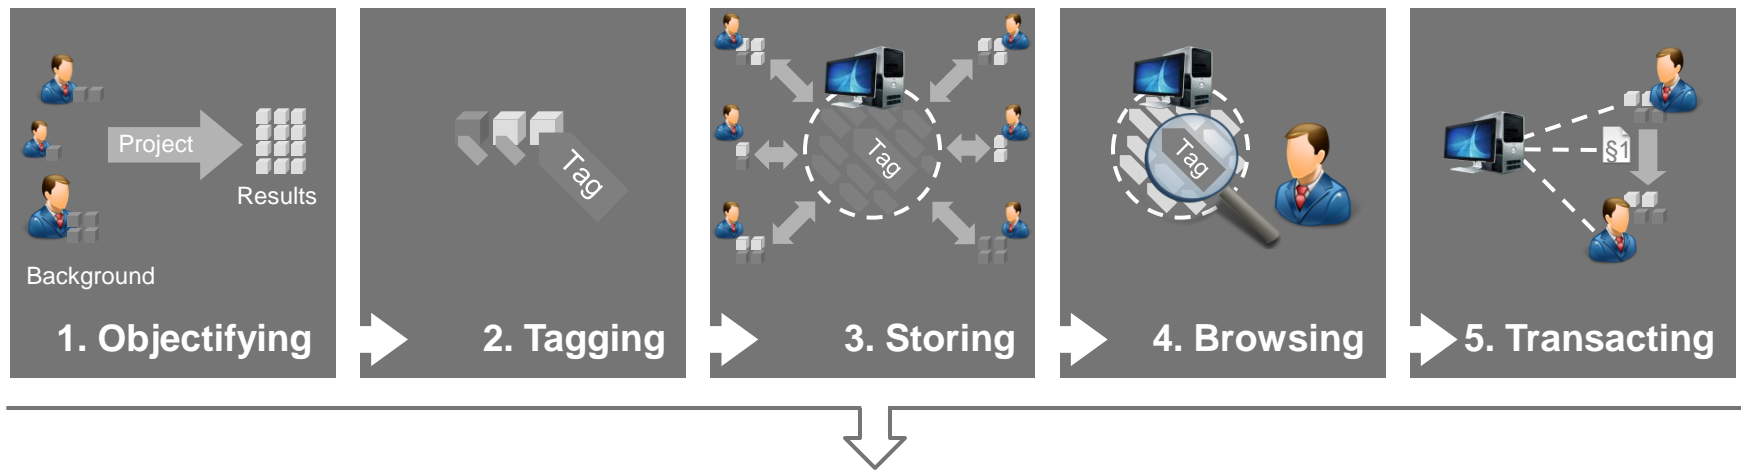 Project
Results
Background
1. Objectifying
Tag
2. Tagging
Tag
3. Storing
Tag
4. Browsing
§1
5. Transacting